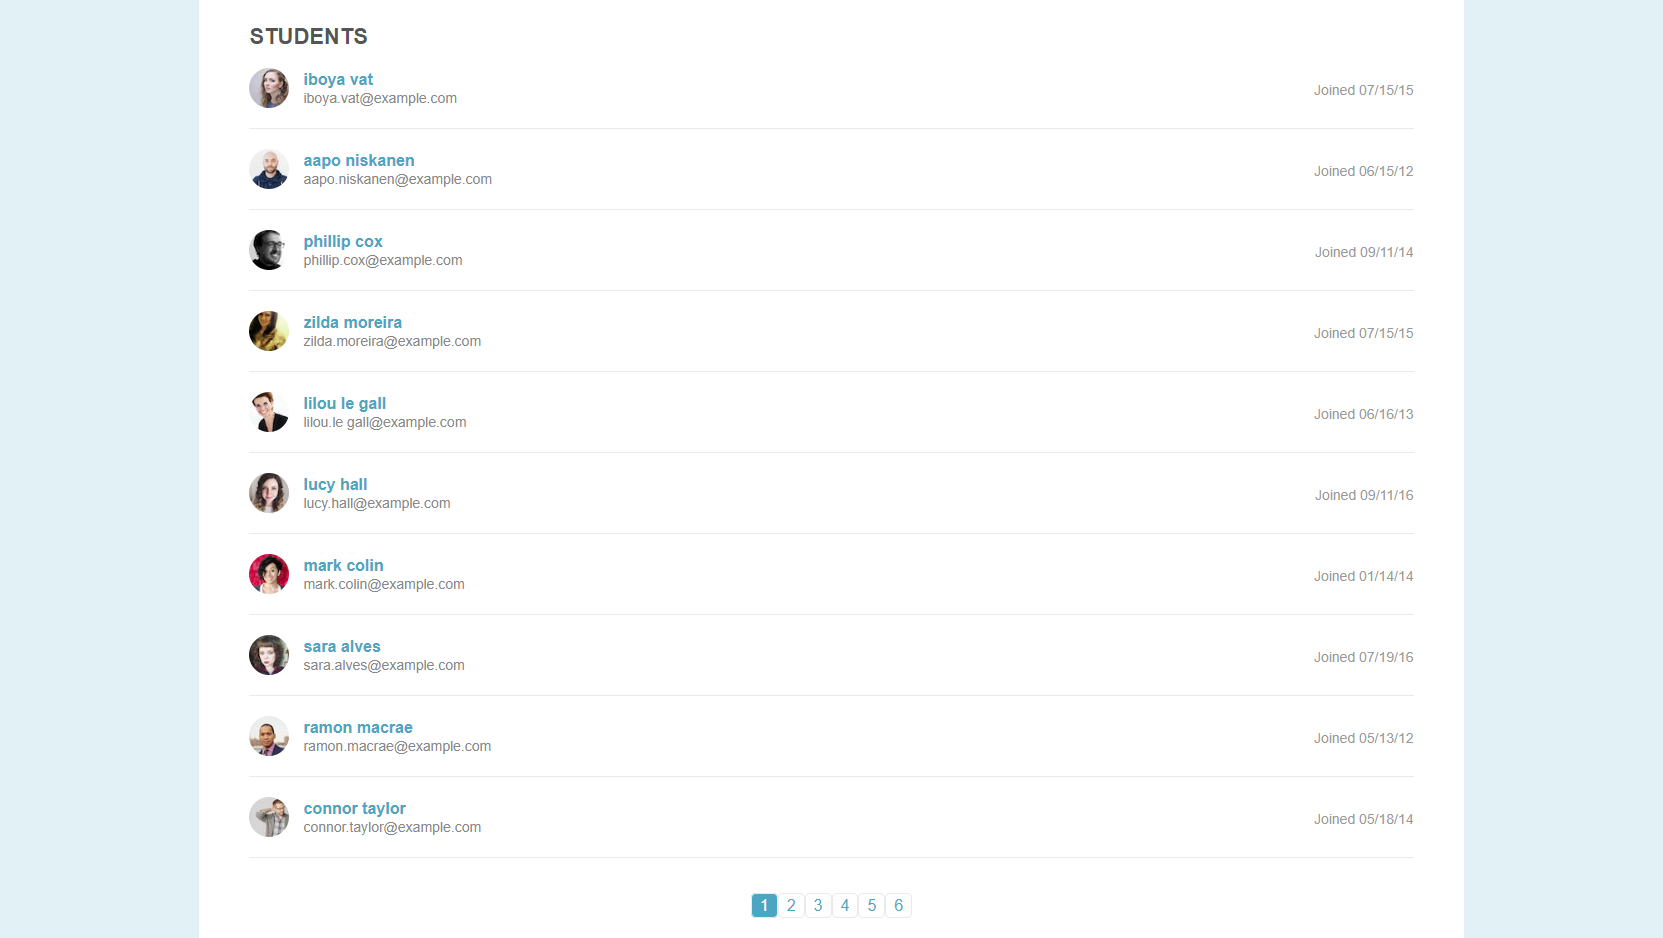 STUDENTS
iboya vat
iboya.vat@example.com
Joined 07/15/15
aapo niskanen
aapo.niskanen@example.com
Joined 06/15/12
phillip cox
phillip.cox@example.com
Joined 09/11/14
zilda moreira
zilda.moreira@example.com
Joined 07/15/15
lilou le gall
lilou.le gall@example.com
Joined 06/16/13
lucy hall
lucy.hall@example.com
Joined 09/11/16
mark colin
mark.colin@example.com
Joined 01/14/14
sara alves
sara.alves@example.com
Joined 07/19/16
ramon macrae
ramon.macrae@example.com
Joined 05/13/12
connor taylor
connor.taylor@example.com
Joined 05/18/14
1 2 3 4 5 6